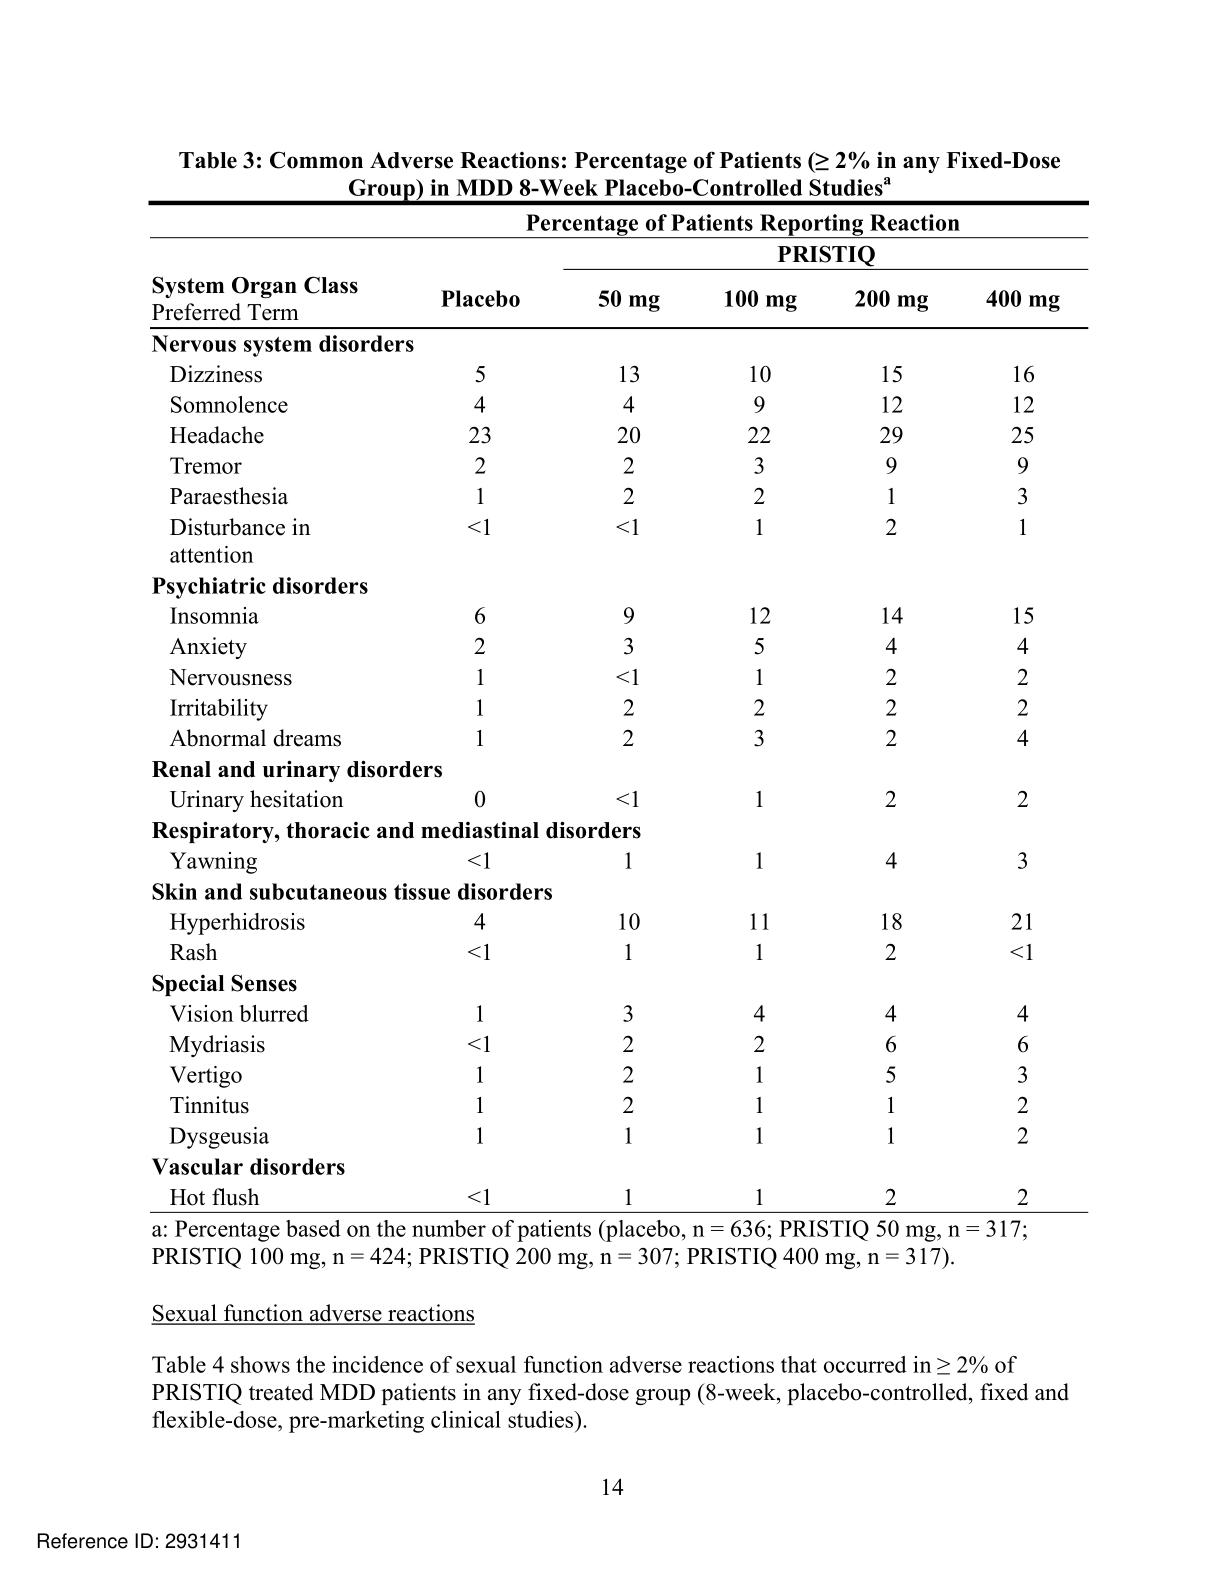 Table 3: Common Adverse Reactions: Percentage of Patients (≥ 2% in any Fixed-Dose
Group) in MDD 8-Week Placebo-Controlled Studiesa
Percentage of Patients Reporting Reaction
PRISTIQ
System Organ Class
Preferred Term Placebo 50 mg 100 mg 200 mg 400 mg
Nervous system disorders
Dizziness 5 13 10 15 16
Somnolence 4 4 9 12 12
Headache 23 20 22 29 25
Tremor 2 2 3 9 9
Paraesthesia 1 2 2 1 3
Disturbance in <1 <1 1 2 1
attention
Psychiatric disorders
Insomnia 6 9 12 14 15
Anxiety 2 3 5 4 4
Nervousness 1 <1 1 2 2
Irritability 1 2 2 2 2
Abnormal dreams 1 2 3 2 4
Renal and urinary disorders
Urinary hesitation 0 <1 1 2 2
Respiratory, thoracic and mediastinal disorders
Yawning <1 1 1 4 3
Skin and subcutaneous tissue disorders
Hyperhidrosis 4 10 11 18 21
Rash <1 1 1 2 <1
Special Senses
Vision blurred 1 3 4 4 4
Mydriasis <1 2 2 6 6
Vertigo 1 2 1 5 3
Tinnitus 1 2 1 1 2
Dysgeusia 1 1 1 1 2
Vascular disorders
Hot flush <1 1 1 2 2
a: Percentage based on the number of patients (placebo, n = 636; PRISTIQ 50 mg, n = 317;
PRISTIQ 100 mg, n = 424; PRISTIQ 200 mg, n = 307; PRISTIQ 400 mg, n = 317).
Sexual function adverse reactions
Table 4 shows the incidence of sexual function adverse reactions that occurred in ≥ 2% of
PRISTIQ treated MDD patients in any fixed-dose group (8-week, placebo-controlled, fixed and
flexible-dose, pre-marketing clinical studies).
14
Reference ID: 2931411